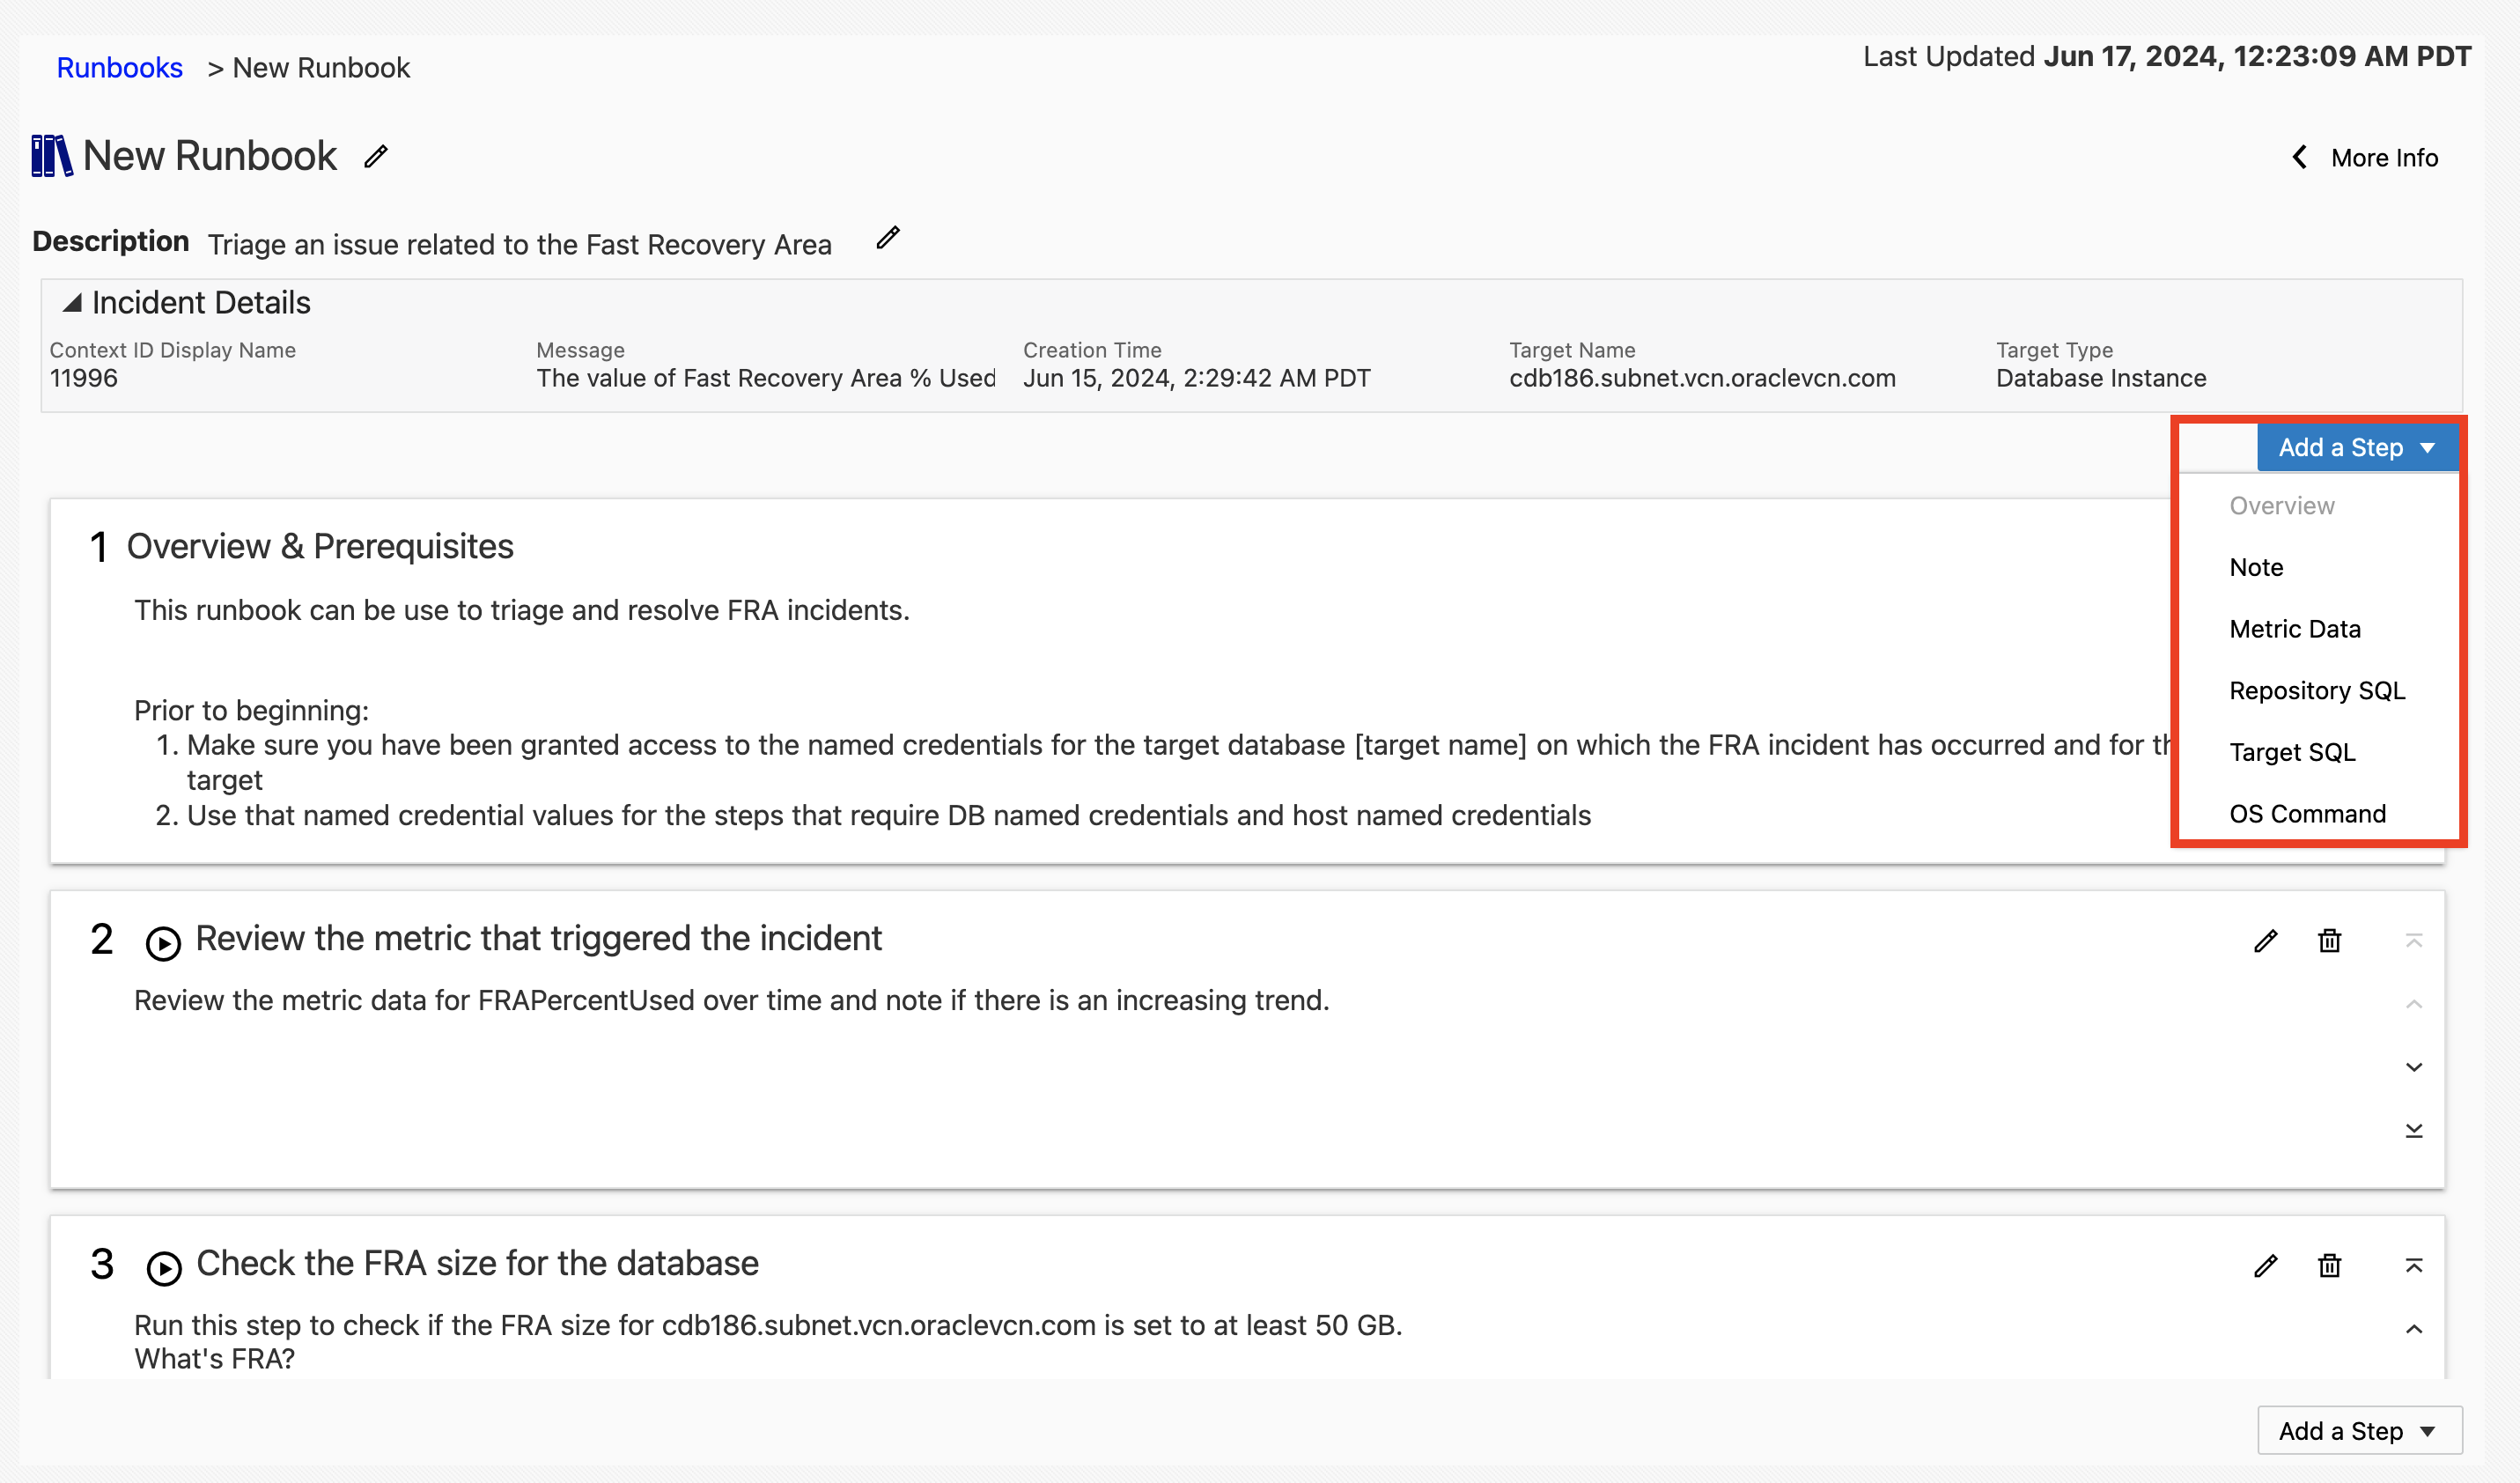 Runbooks > New Runbook
Last Updated Jun 17, 2024, 12:23:09 AM PDT
New Runbook
More Info
Description Triage an issue related to the Fast Recovery Area
Incident Details
Context ID Display Name
11996
Message
The value of Fast Recovery Area % Used
Creation Time
Jun 15, 2024, 2:29:42 AM PDT
Target Name
cdb186.subnet.vcn.oraclevcn.com
Target Type
Database Instance
Add a Step
Overview
Note
Metric Data
Repository SQL
Target SQL
OS Command
1 Overview & Prerequisites
This runbook can be use to triage and resolve FRA incidents.
Prior to beginning:
1. Make sure you have been granted access to the named credentials for the target database [target name] on which the FRA incident has occurred and for
target
2. Use that named credential values for the steps that require DB named credentials and host named credentials
2 Review the metric that triggered the incident
Review the metric data for FRAPercentUsed over time and note if there is an increasing trend.
3 Check the FRA size for the database
Run this step to check if the FRA size for cdb186.subnet.vcn.oraclevcn.com is set to at least 50 GB.
What's FRA?
Add a Step